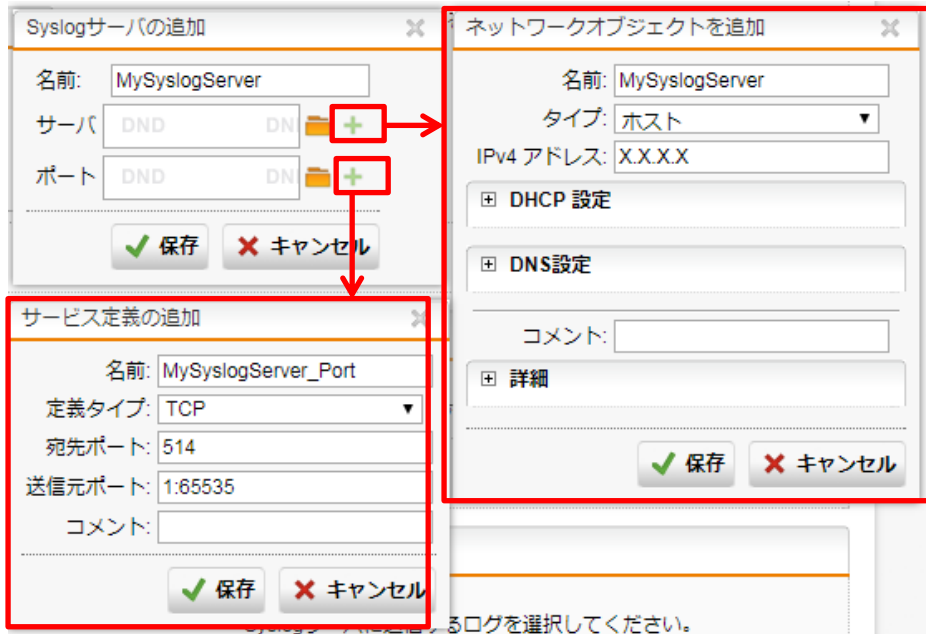 Syslogサーバの追加
名前: MySyslogServer
サーバ DND
ポート DND
保存 キャンセル
ネットワークオブジェクトを追加
名前: MySyslogServer
タイプ: ホスト
IPv4 アドレス: X.X.X.X
DHCP 設定
DNS設定
コメント:
詳細
保存 キャンセル
サービス定義の追加
名前: MySyslogServer_Port
定義タイプ: TCP
宛先ポート: 514
送信元ポート: 1:65535
コメント:
保存 キャンセル
るログを選択してください。